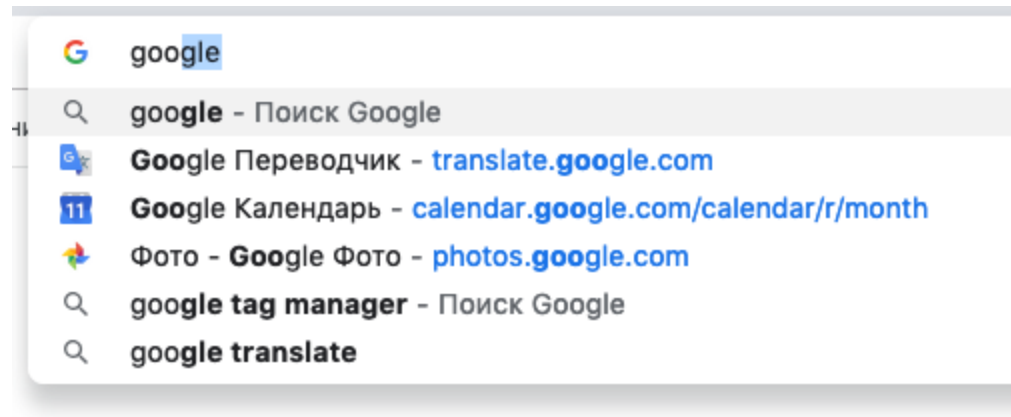 google
google - Поиск Google
Google Переводчик - translate.google.com
11 Google Календарь - calendar.google.com/calendar/r/month
Фото - Google Фото - photos.google.com
google tag manager - Поиск Google
google translate